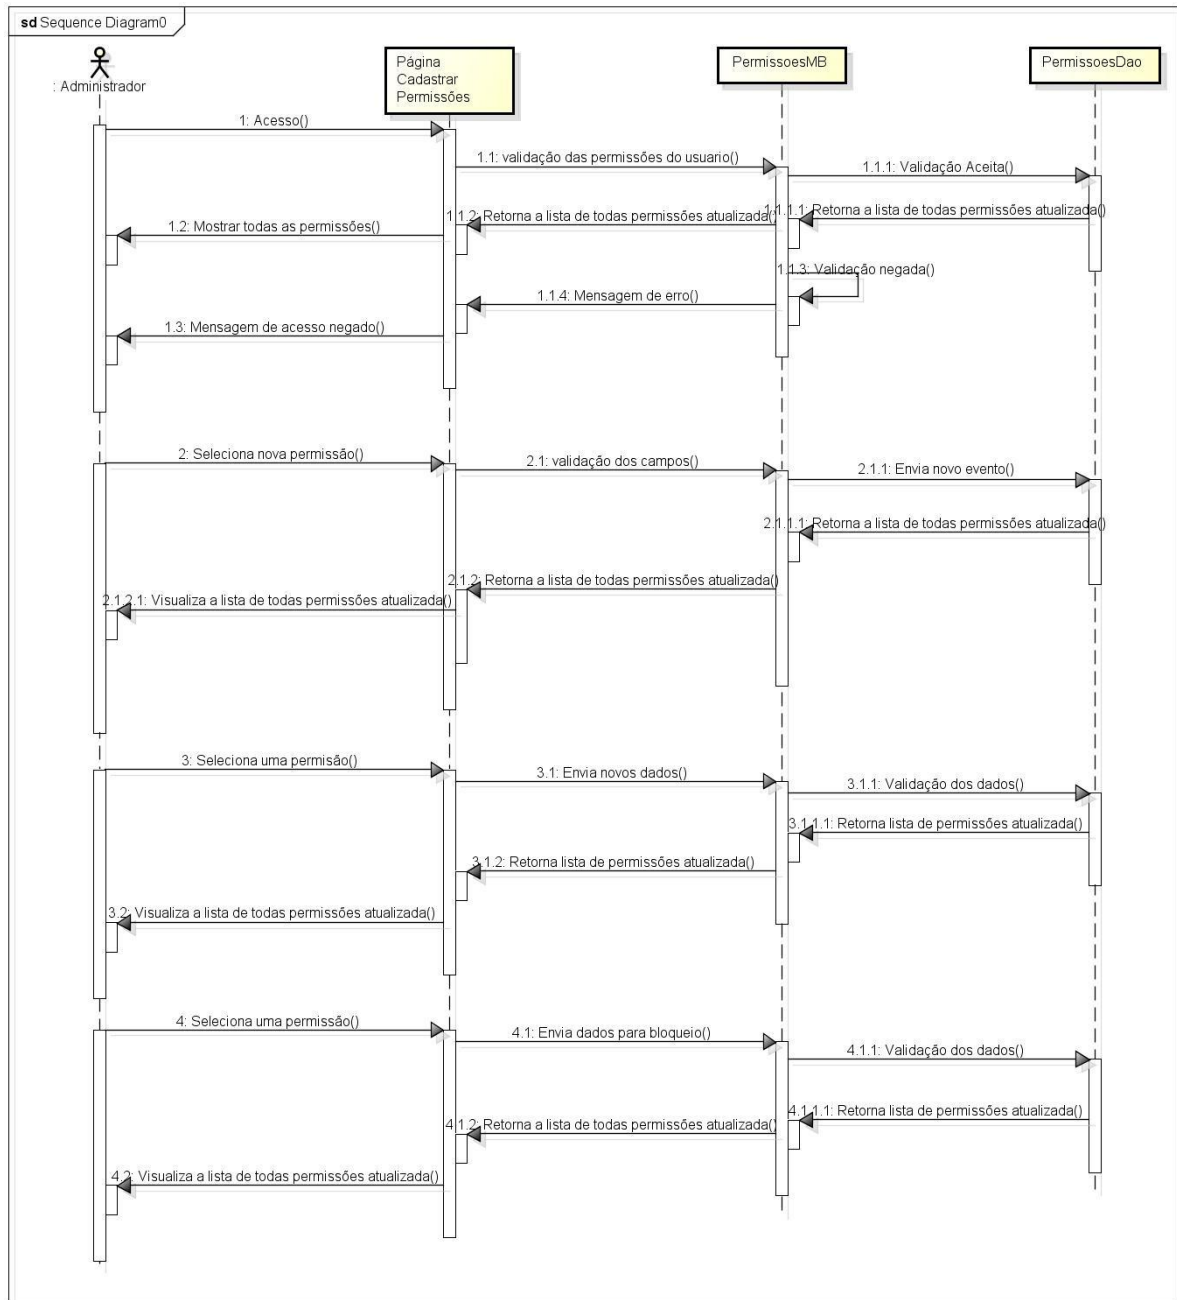 sd Sequence Diagram0
: Administrador
Página
Cadastrar
Permissões
PermissoesMB
PermissoesDao
1: Acesso()
1.1: validação das permissões do usuario()
1.1.1: Validação Aceita()
1.1.1.1: Retorna a lista de todas permissões atualizada()
1.1.2: Retorna a lista de todas permissões atualizada()
1.2: Mostrar todas as permissões()
1.1.3: Validação negada()
1.1.4: Mensagem de erro()
1.3: Mensagem de acesso negado()
2: Seleciona nova permissão()
2.1: validação dos campos()
2.1.1: Envia novo evento()
2.1.1.1: Retorna a lista de todas permissões atualizada()
2.1.2: Retorna a lista de todas permissões atualizada()
2.1.2.1: Visualiza a lista de todas permissões atualizada()
3: Seleciona uma permisão()
3.1: Envia novos dados()
3.1.1: Validação dos dados()
3.1.1.1: Retorna lista de permissões atualizada()
3.1.2: Retorna lista de permissões atualizada()
3.2: Visualiza a lista de todas permissões atualizada()
4: Seleciona uma permissão()
4.1: Envia dados para bloqueio()
4.1.1: Validação dos dados()
4.1.1.1: Retorna lista de permissões atualizada()
4.1.2: Retorna a lista de todas permissões atualizada()
4.2: Visualiza a lista de todas permissões atualizada()